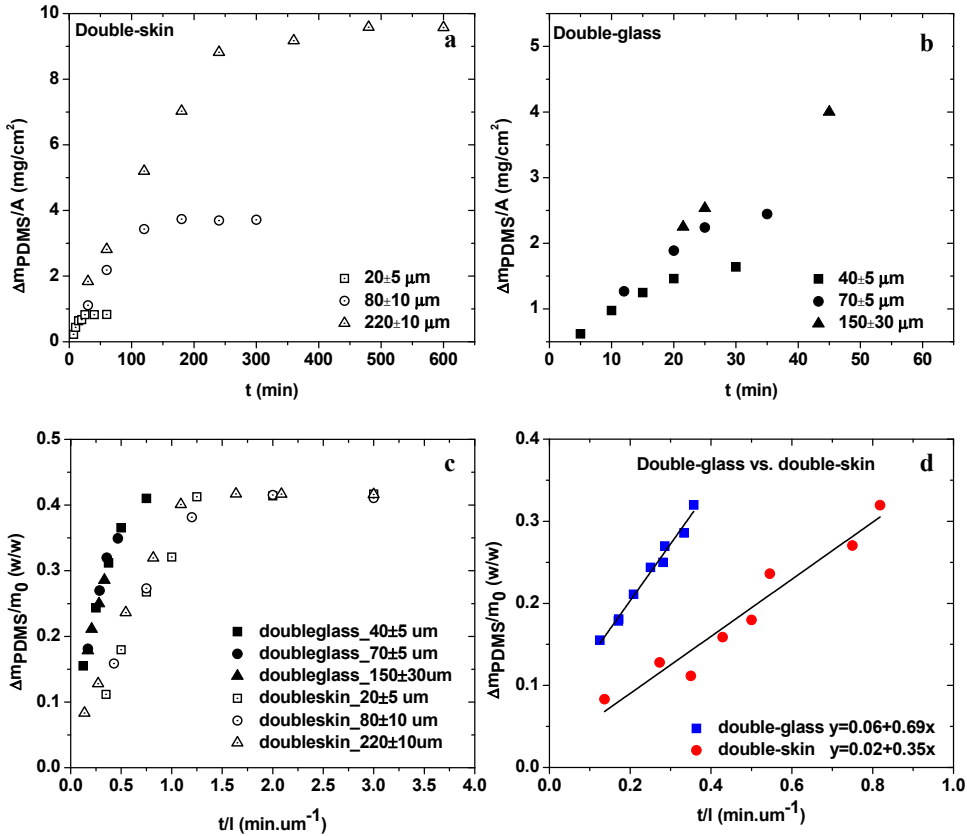 Double-skin
a
Δm_PDMS/A (mg/cm²)
10
8
6
4
2
0
20±5 μm
80±10 μm
220±10 μm
0 100 200 300 400 500 600
t (min)
Double-glass
b
Δm_PDMS/A (mg/cm²)
5
4
3
2
1
40±5 μm
70±5 μm
150±30 μm
0 10 20 30 40 50 60
t (min)
c
Δm_PDMS/m₀ (w/w)
0.5
0.4
0.3
0.2
0.1
0.0
doubleglass_40±5 um
doubleglass_70±5 um
doubleglass_150±30um
doubleskin_20±5 um
doubleskin_80±10 um
doubleskin_220±10um
0.0 0.5 1.0 1.5 2.0 2.5 3.0 3.5 4.0
t/l (min.um⁻¹)
Double-glass vs. double-skin
d
Δm_PDMS/m₀ (w/w)
0.4
0.3
0.2
0.1
0.0
double-glass y=0.06+0.69x
double-skin y=0.02+0.35x
0.0 0.2 0.4 0.6 0.8 1.0
t/l (min.um⁻¹)